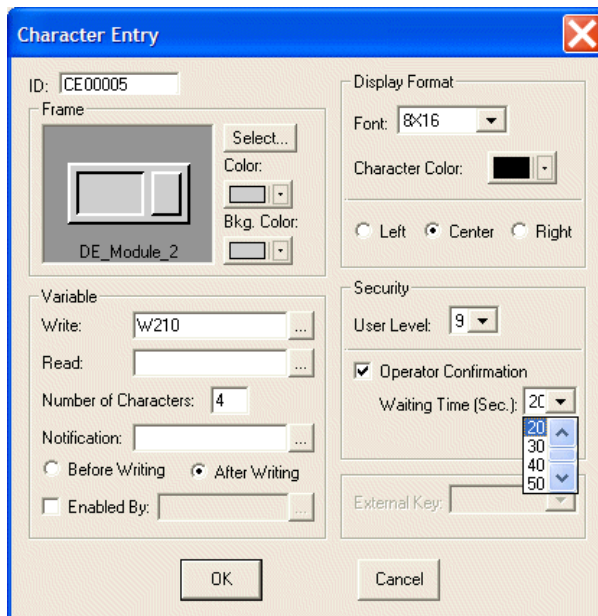 Character Entry
ID: CE00005
Frame
Select...
Color:
Bkg. Color:
DE_Module_2
Variable
Write: W210 ...
Read: ...
Number of Characters: 4
Notification: ...
Before Writing After Writing
Enabled By: ...
Display Format
Font: 8X16
Character Color:
Left Center Right
Security
User Level: 9
Operator Confirmation
Waiting Time (Sec.): 20
20
30
40
50
External Key:
OK Cancel